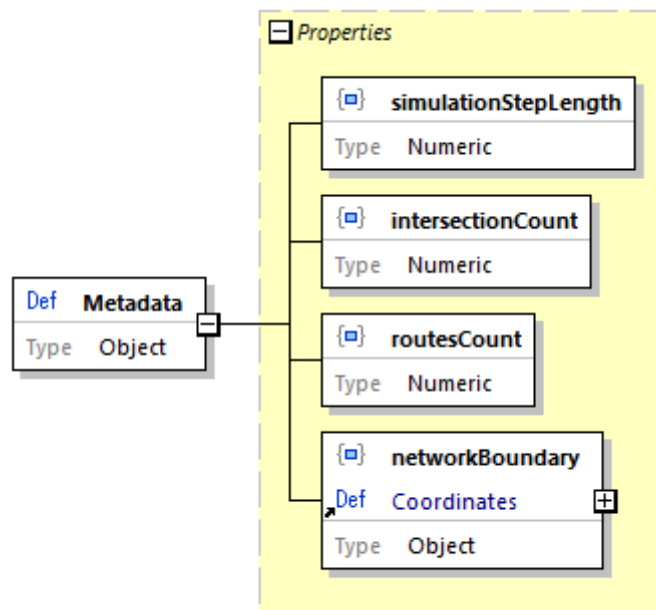 Properties
simulationStepLength
Type Numeric
intersectionCount
Type Numeric
Def Metadata
Type Object
routesCount
Type Numeric
networkBoundary
Def Coordinates
Type Object